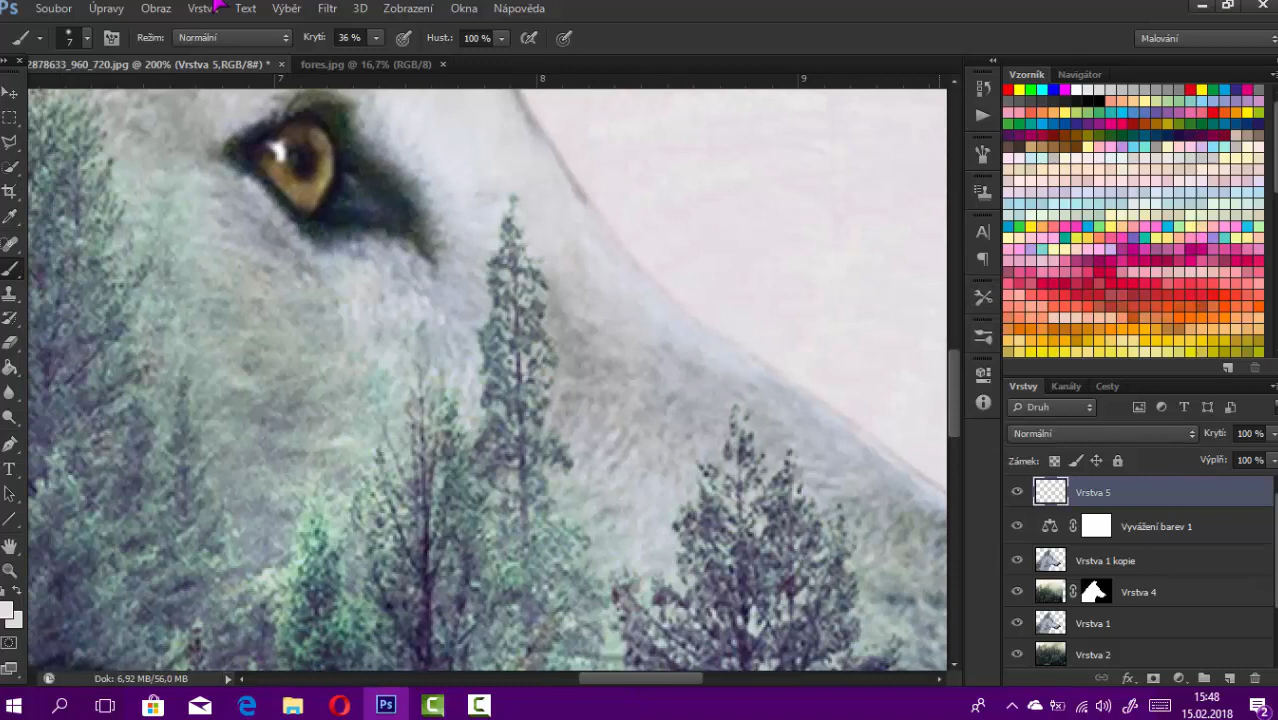 Ps Soubor Úpravy Obraz Vrstvy Text Výběr Filtr 3D Zobrazení Okna Nápověda
7 Režim: Normální Krytí: 36 % Hust.: 100 % Malování
2878633_960_720.jpg @ 200% (Vrstva 5,RGB/8#) * × fores.jpg @ 16,7% (RGB/8) ×
7 8 9
Vzorník Navigátor
Vrstvy Kanály Cesty
Druh
Normální Krytí: 100 %
Zámek: Výplň: 100 %
Vrstva 5
Vyvážení barev 1
Vrstva 1 kopie
Vrstva 4
Vrstva 1
Vrstva 2
Dok: 6,92 MB/56,0 MB
15:48
15.02.2018
2